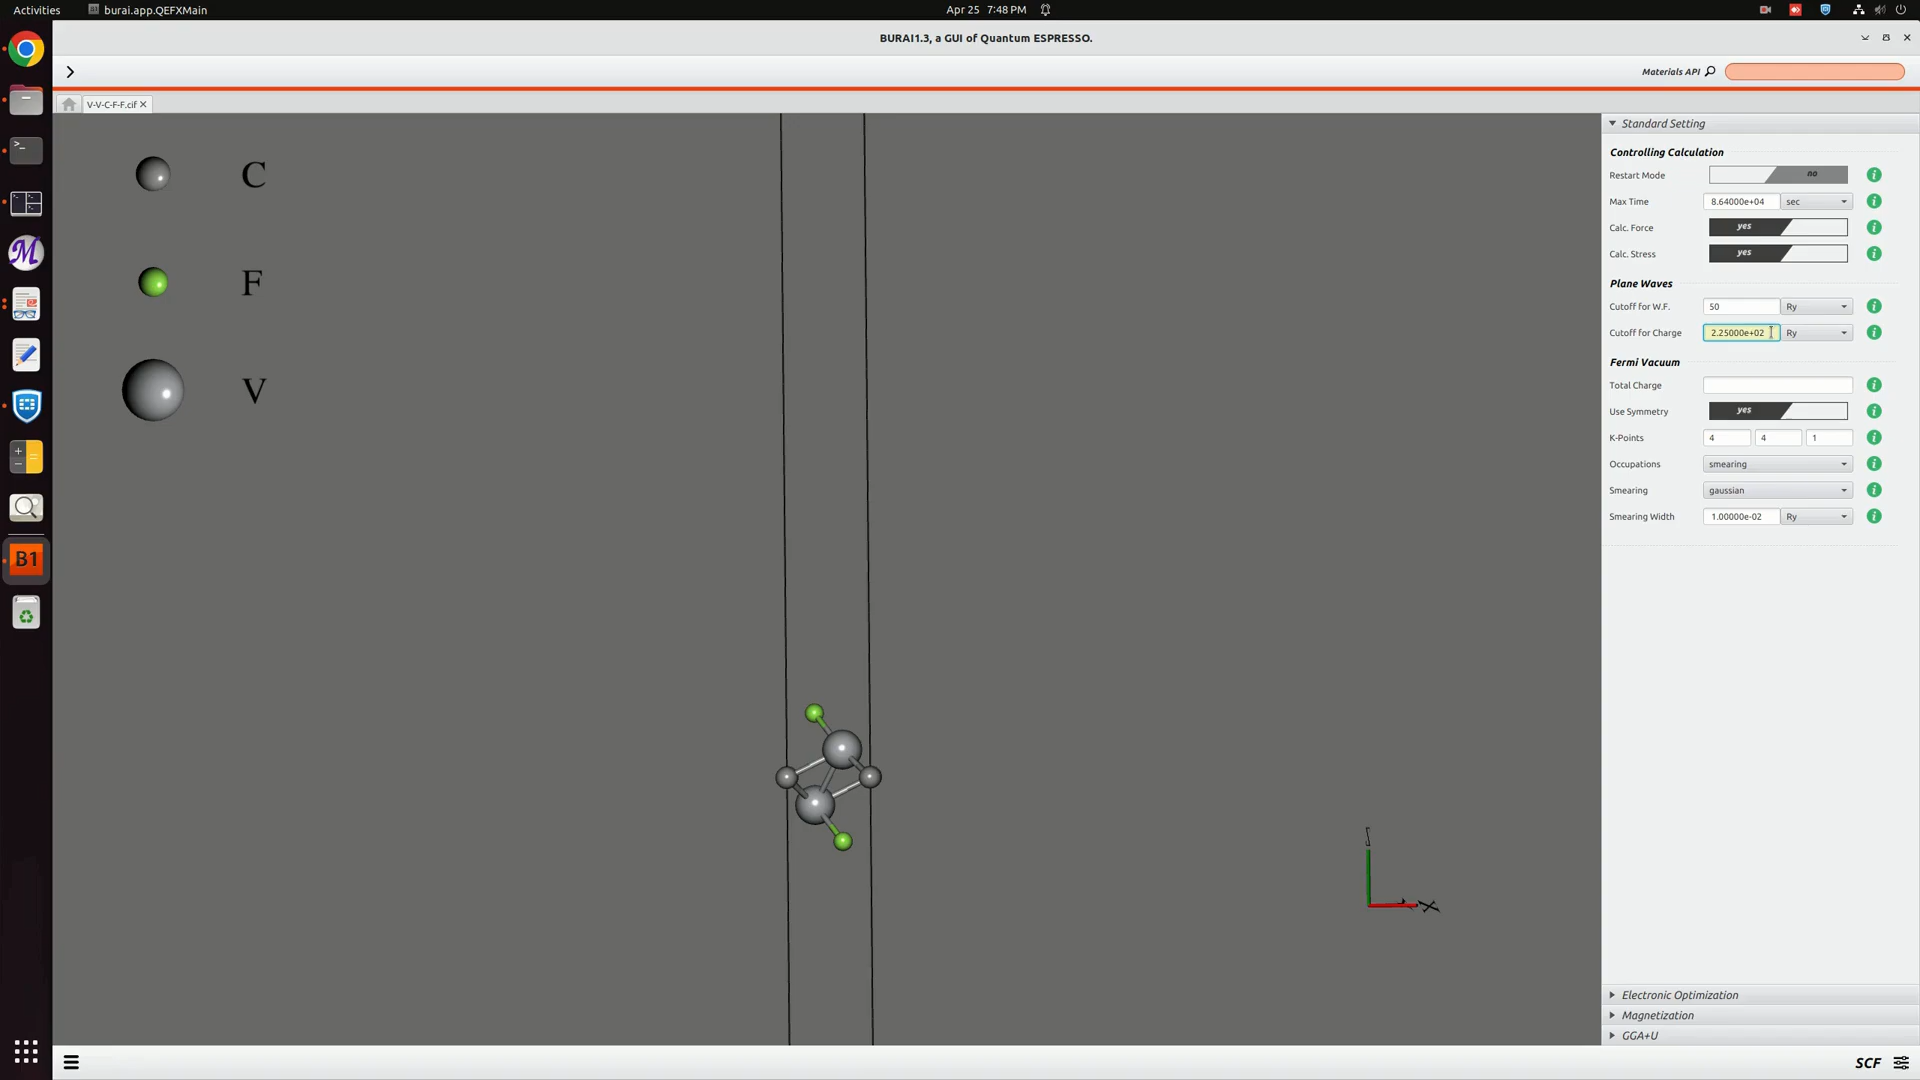 Activities
burai.app.QEFXMain
Apr 25 7:48 PM
BURAI1.3, a GUI of Quantum ESPRESSO.
Materials API
V-V-C-F-F.cif
C
F
V
Standard Setting
Controlling Calculation
Restart Mode no
Max Time 8.64000e+04 sec
Calc. Force yes
Calc. Stress yes
Plane Waves
Cutoff for W.F. 50 Ry
Cutoff for Charge 2.25000e+02 Ry
Fermi Vacuum
Total Charge
Use Symmetry yes
K-Points 4 4 1
Occupations smearing
Smearing gaussian
Smearing Width 1.00000e-02 Ry
B1
X
Electronic Optimization
Magnetization
GGA+U
SCF